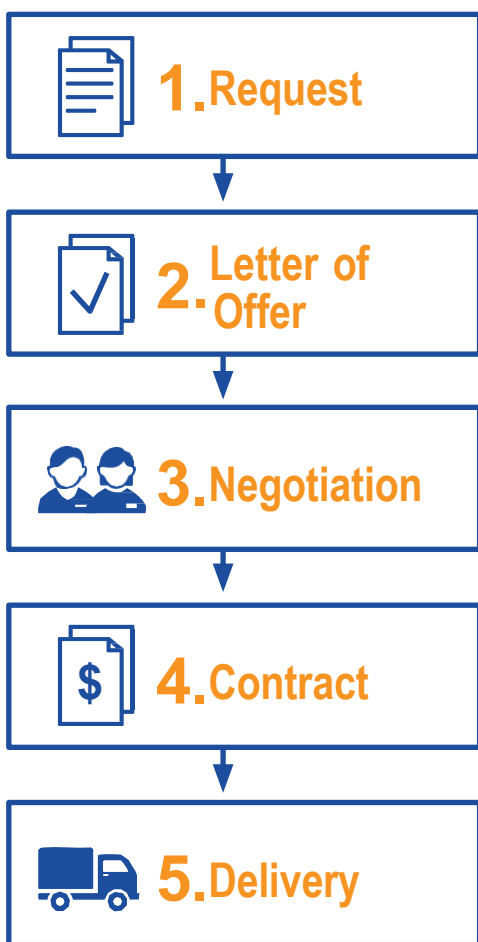 1. Request
2. Letter of
Offer
3. Negotiation
$
4. Contract
5. Delivery